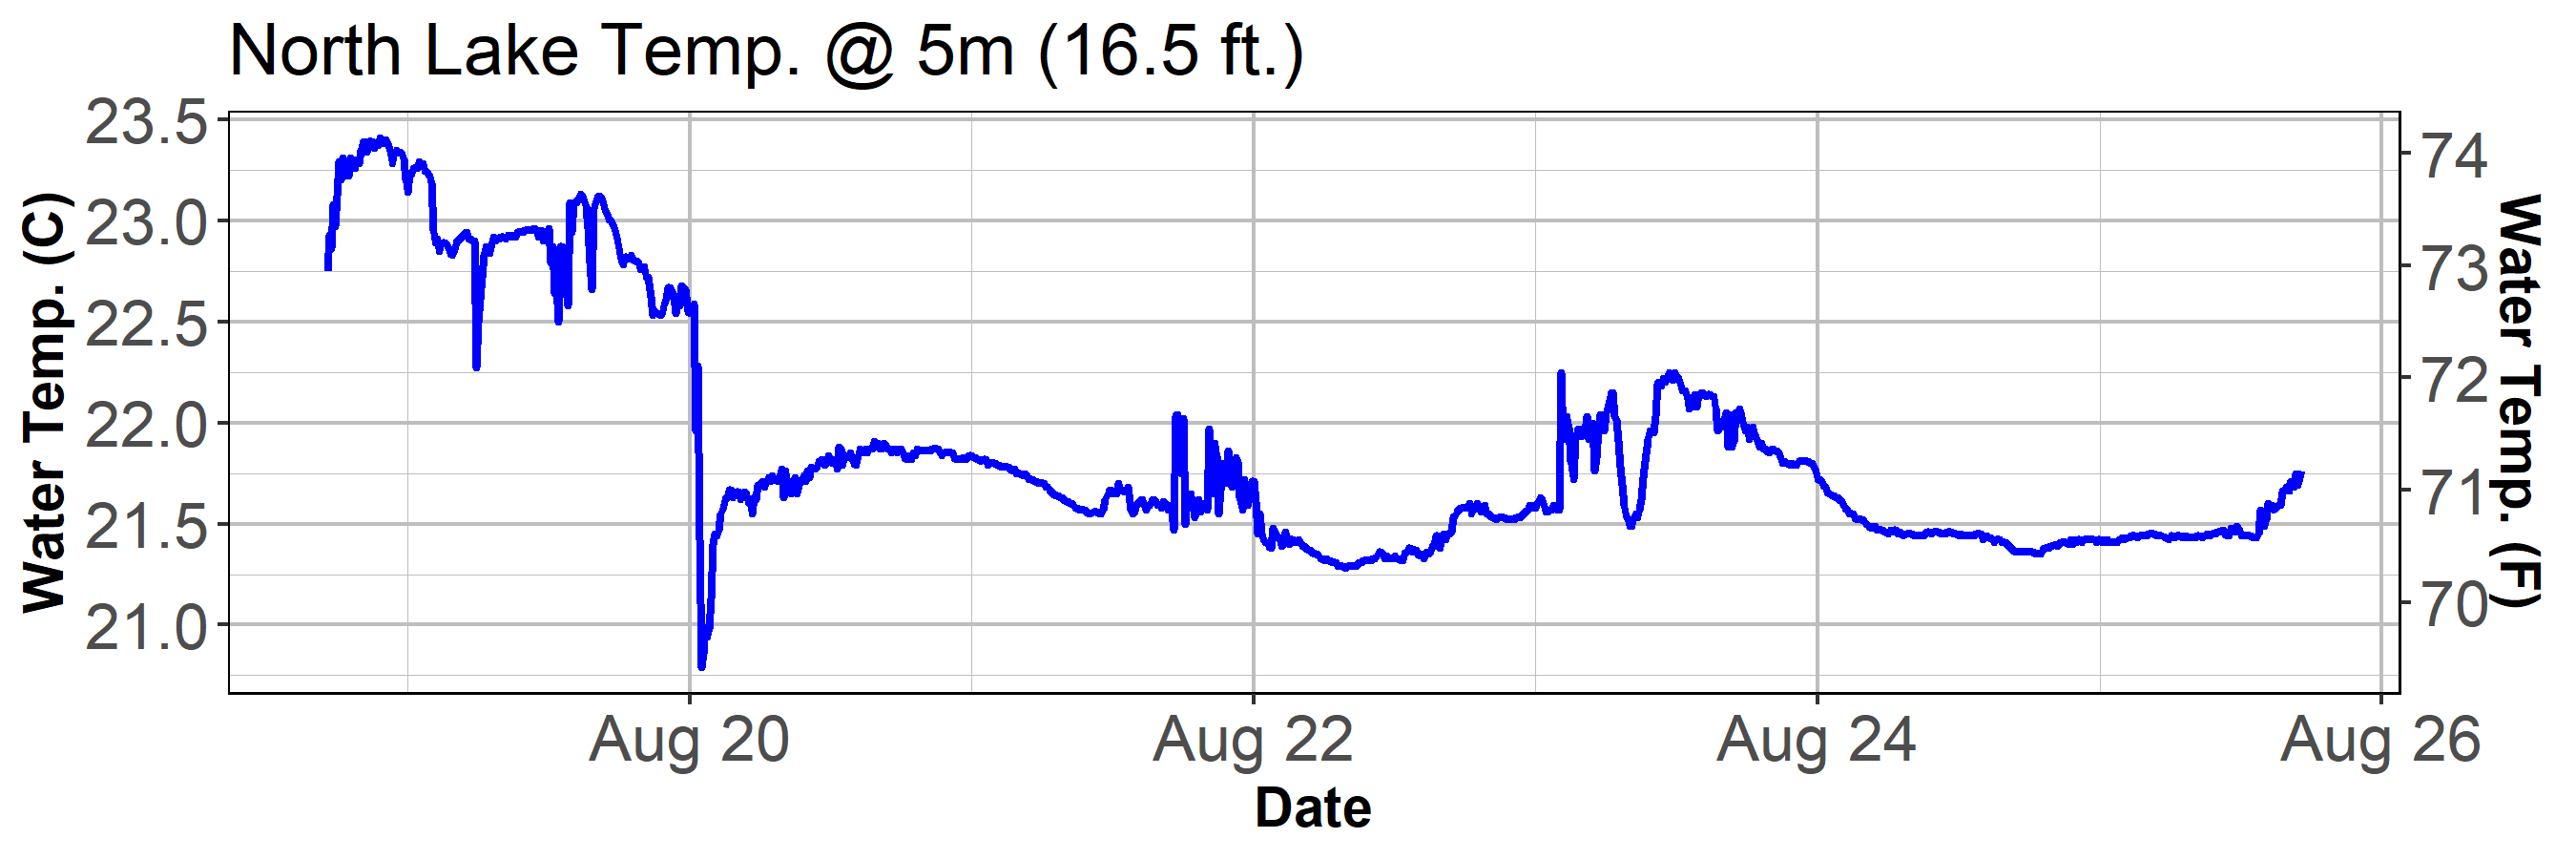 North Lake Temp. @ 5m (16.5 ft.)
Water Temp. (C)
23.5
23.0
22.5
22.0
21.5
21.0
74
73
72
71
70
Water Temp. (F)
Aug 20
Aug 22
Aug 24
Aug 26
Date